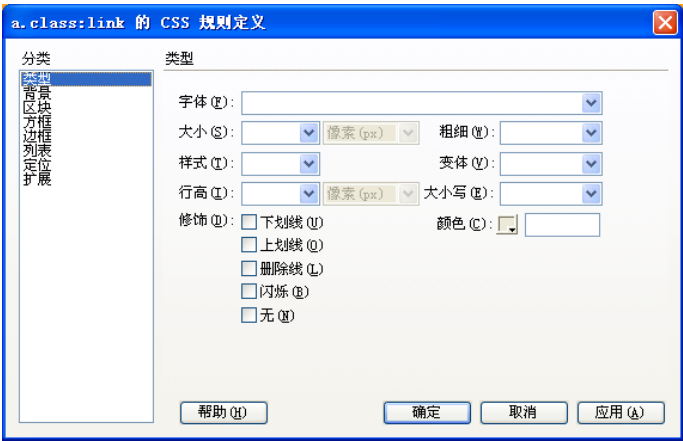 a.class:link 的 CSS 规则定义
分类
类型
背景
区块
方框
边框
列表
定位
扩展
类型
字体(F):
大小(S): 像素(px) 粗细(W):
样式(T): 变体(V):
行高(I): 像素(px) 大小写(E):
修饰(D): 下划线(U) 颜色(C):
上划线(O)
删除线(L)
闪烁(B)
无(N)
帮助(H) 确定 取消 应用(A)